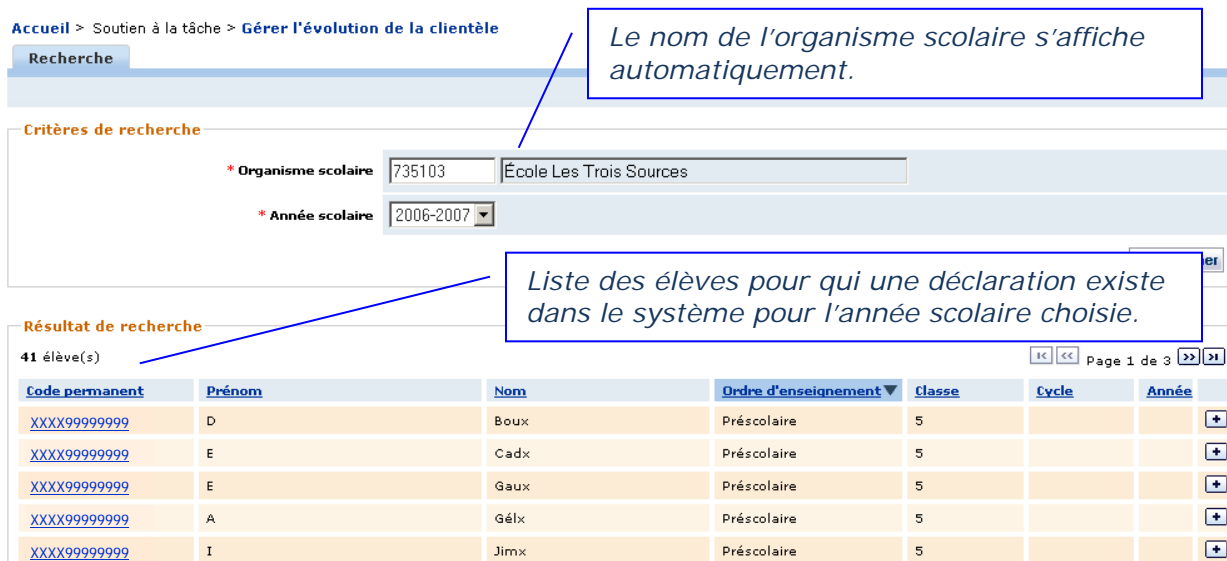 Accueil > Soutien à la tâche > Gérer l'évolution de la clientèle
Le nom de l'organisme scolaire s'affiche
automatiquement.
Recherche
Critères de recherche
* Organisme scolaire 735103 École Les Trois Sources
* Année scolaire 2006-2007
Liste des élèves pour qui une déclaration existe
dans le système pour l'année scolaire choisie.
Résultat de recherche
41 élève(s) Page 1 de 3
Code permanent Prénom Nom Ordre d'enseignement Classe Cycle Année
XXXX99999999 D Boux Préscolaire 5
XXXX99999999 E Cadx Préscolaire 5
XXXX99999999 E Gaux Préscolaire 5
XXXX99999999 A Gélx Préscolaire 5
XXXX99999999 I Jimx Préscolaire 5